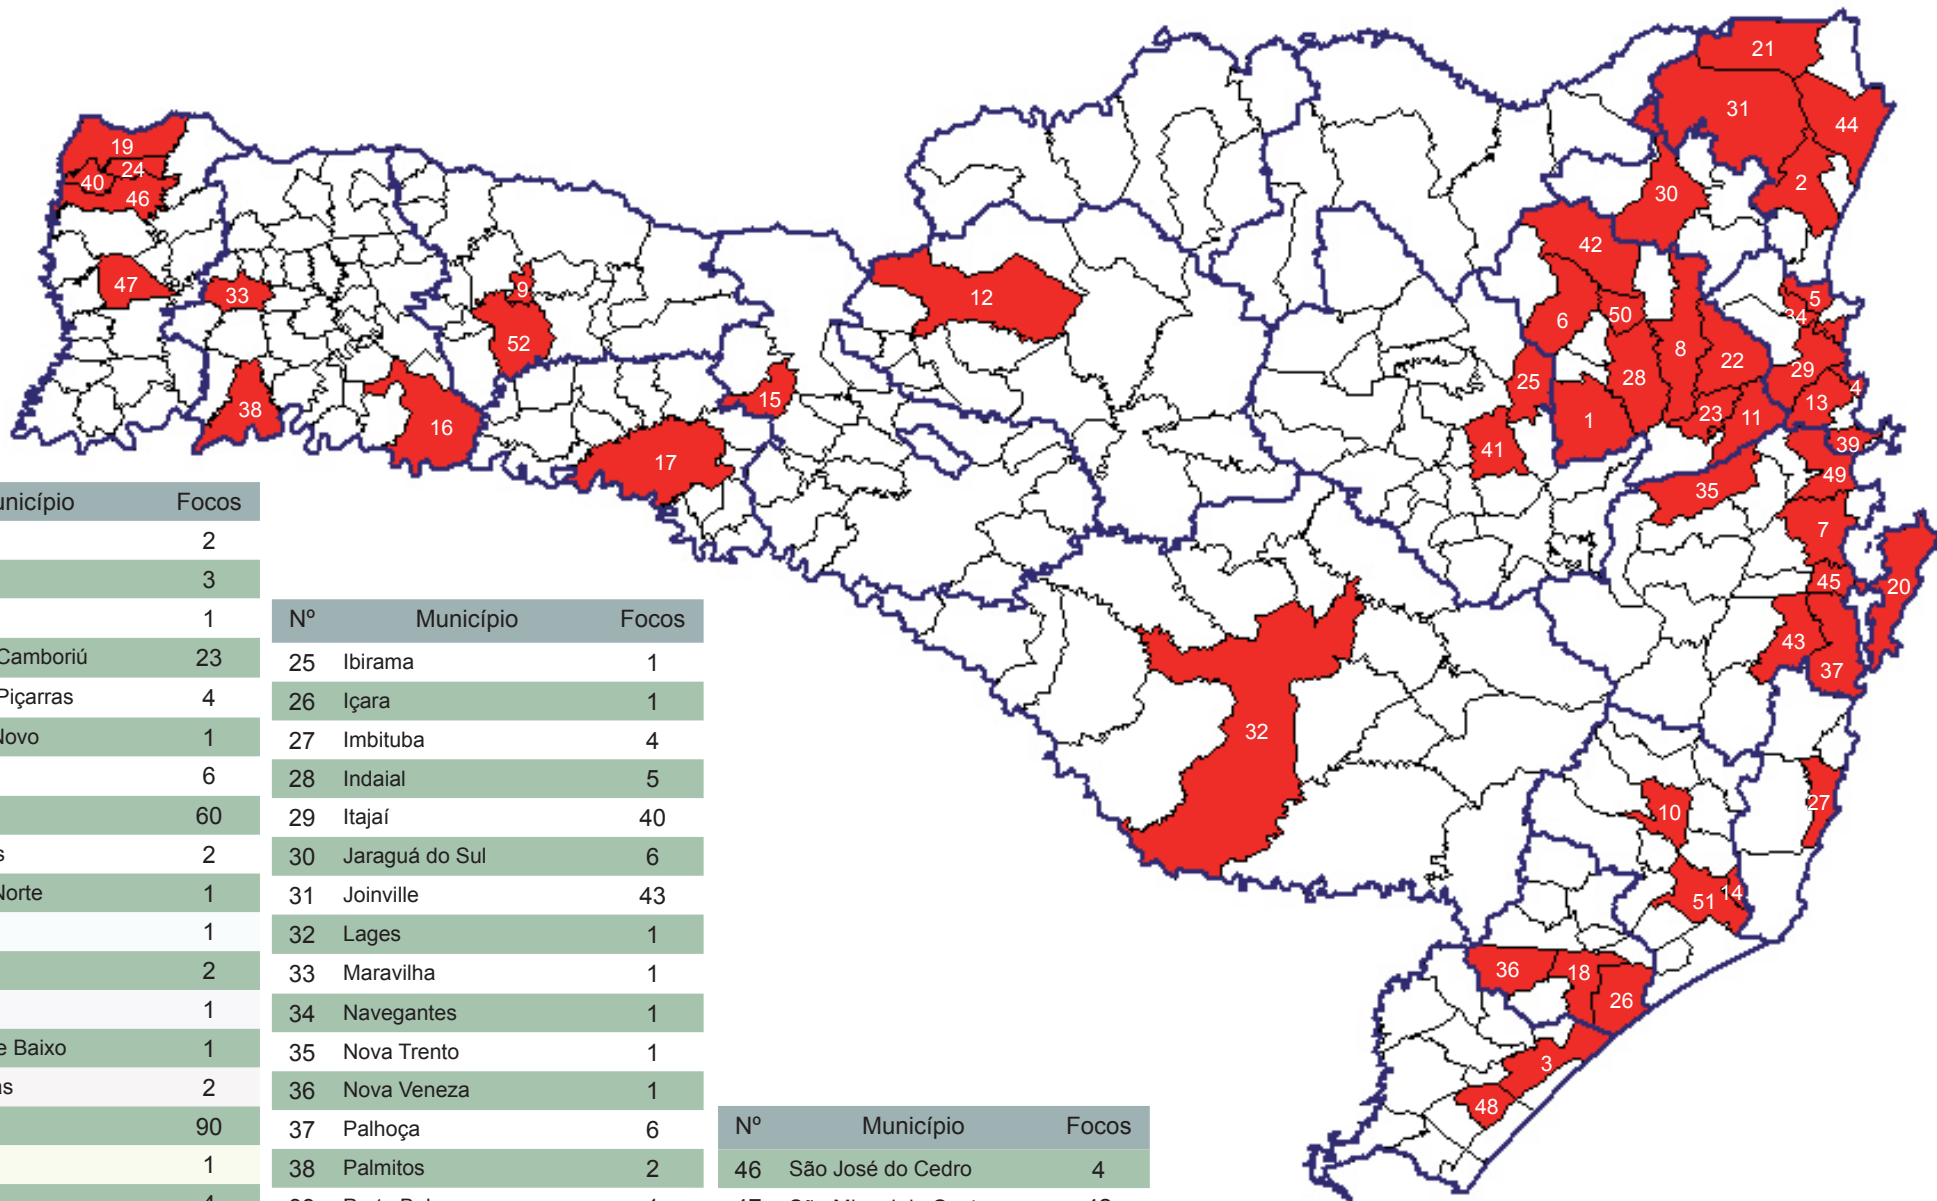 21
31
44
2
30
42
19
24
40
46
47
33
9
52
12
5
34
6
50
8
22
28
25
29
4
13
23
11
1
41
39
49
38
16
15
17
35
7
45
20
43
37
32
27
10
51
14
36
18
26
3
48
Focos
2
3
1
Camboriú 23
Piçarras 4
Novo 1
6
60
2
Norte 1
1
2
1
e Baixo 1
2
90
1
Nº Município Focos
25 Ibirama 1
26 Içara 1
27 Imbituba 4
28 Indaial 5
29 Itajaí 40
30 Jaraguá do Sul 6
31 Joinville 43
32 Lages 1
33 Maravilha 1
34 Navegantes 1
35 Nova Trento 1
36 Nova Veneza 1
37 Palhoça 6
38 Palmitos 2
Nº Município Focos
46 São José do Cedro 4